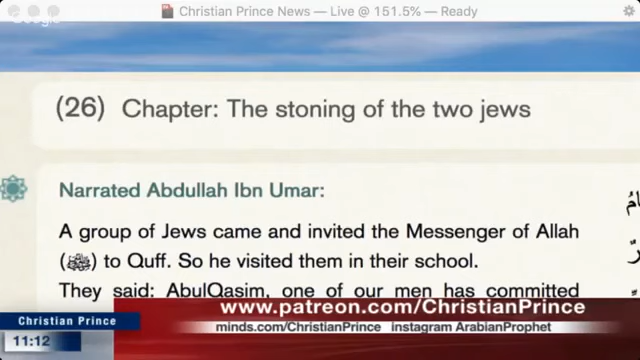 Christian Prince News — Live @ 151.5% — Ready
Google
(26) Chapter: The stoning of the two jews
Narrated Abdullah Ibn Umar:
A group of Jews came and invited the Messenger of Allah
(ﷺ) to Quff. So he visited them in their school.
They said: AbulQasim, one of our men has committed
www.patreon.com/ChristianPrince
Christian Prince
minds.com/ChristianPrince instagram ArabianProphet
11:12